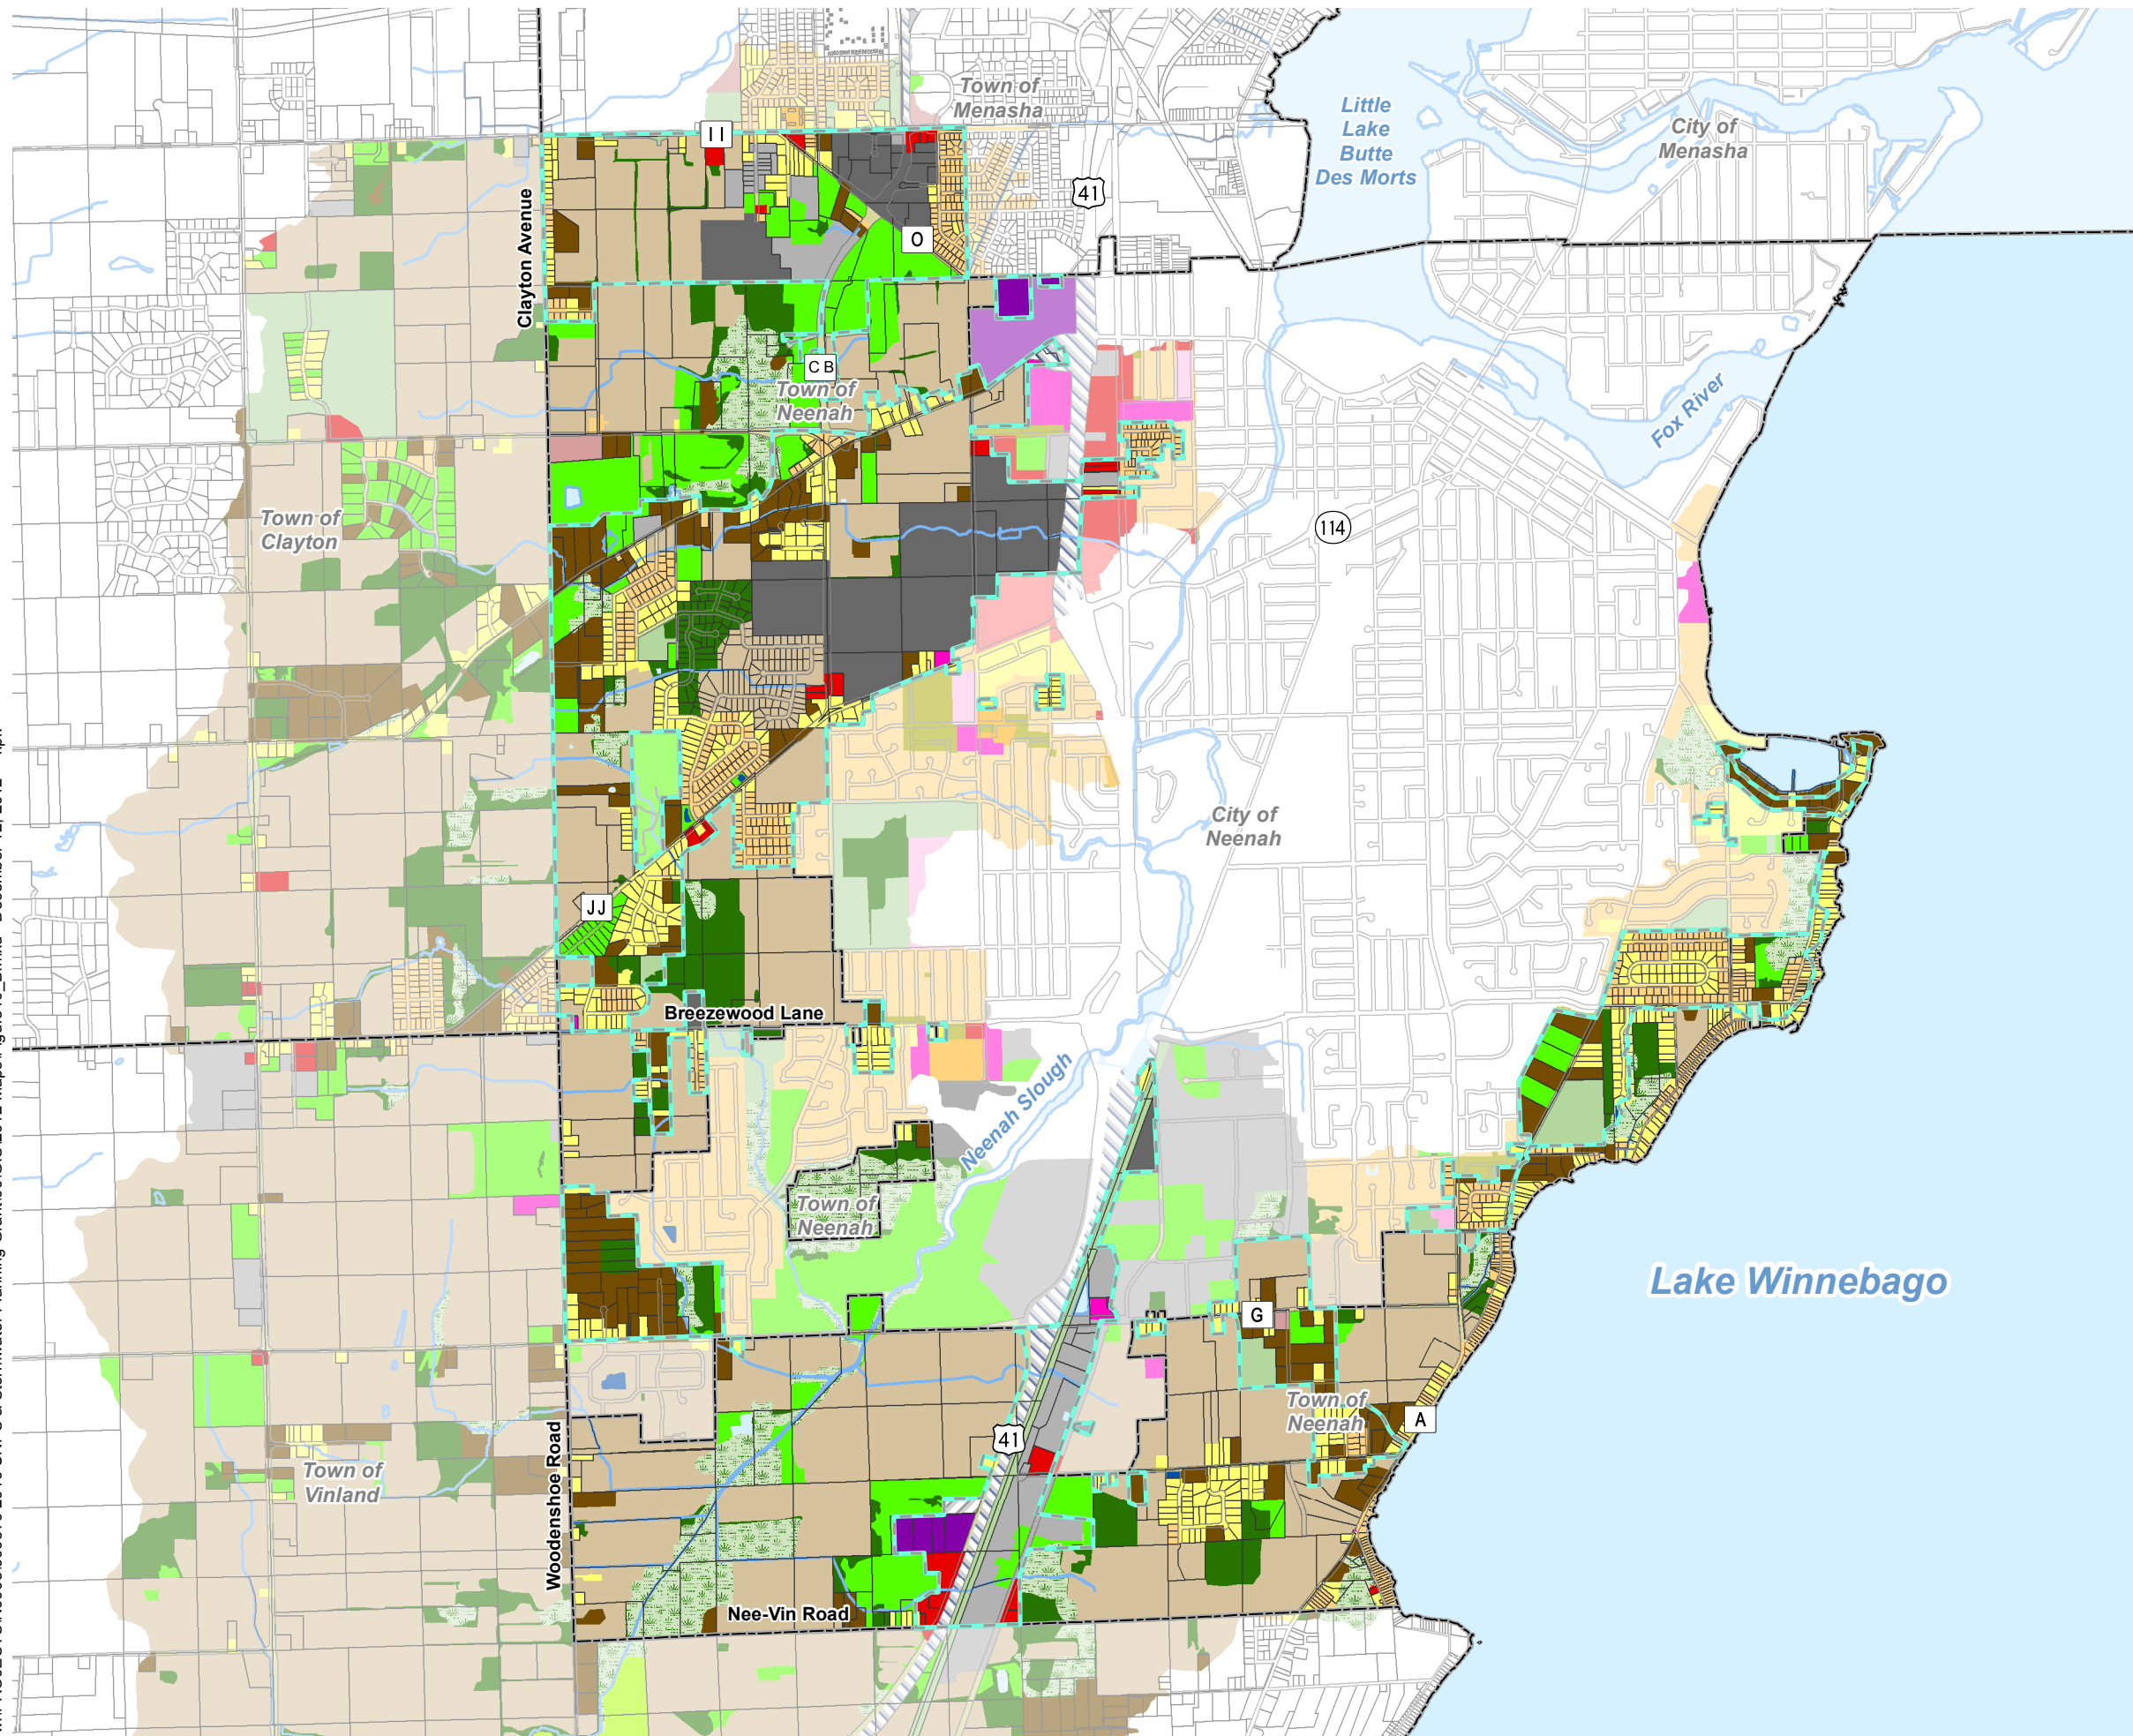 Town of
Menasha
Little
Lake
Butte
Des Morts
City of
Menasha
I I
41
Clayton Avenue
O
C B
Town of
Neenah
Fox River
Town of
Clayton
114
City of
Neenah
JJ
Breezewood Lane
Neenah Slough
Town of
Neenah
Lake Winnebago
G
Town of
Neenah
A
41
Woodenshoe Road
Town of
Vinland
Nee-Vin Road